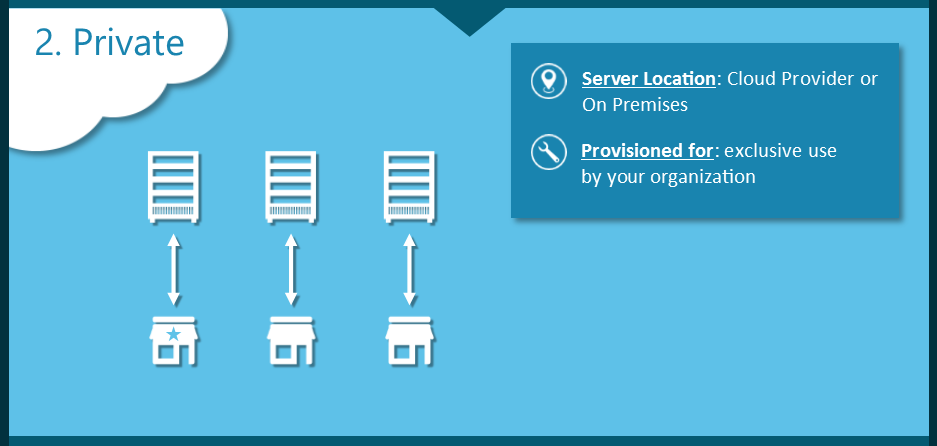 2. Private
Server Location: Cloud Provider or
On Premises
Provisioned for: exclusive use
by your organization